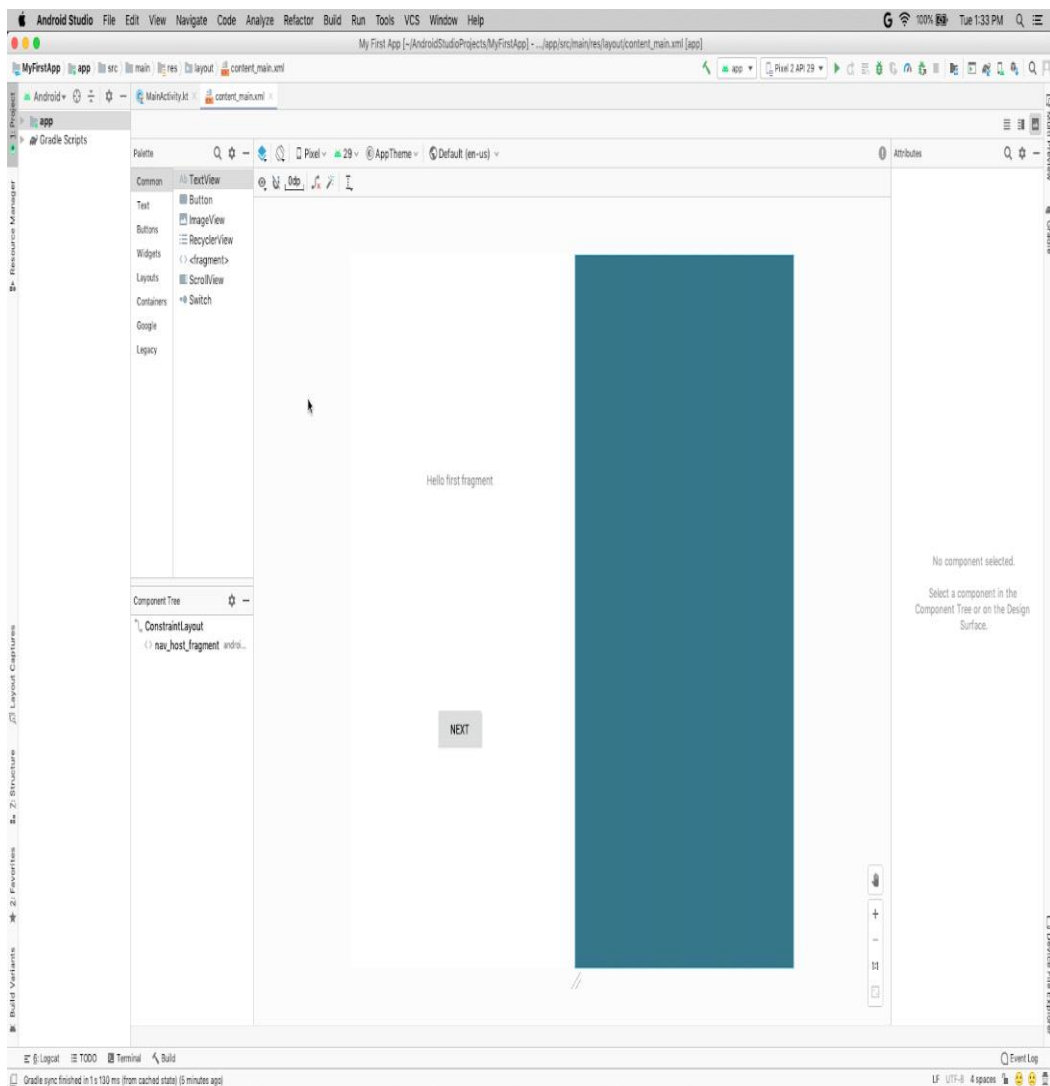 Android Studio File Edit View Navigate Code Analyze Refactor Build Run Tools VCS Window Help
G 100% Tue 1:33 PM
My First App [~/AndroidStudioProjects/MyFirstApp] - .../app/src/main/res/layout/content_main.xml [app]
MyFirstApp app src main res layout content_main.xml
app Pixel 2 API 29
Android MainActivity.kt content_main.xml
1: Project
app
Gradle Scripts
Resource Manager
Palette
Pixel 29 AppTheme Default (en-us)
Attributes
Common
Text
Buttons
Widgets
Layouts
Containers
Google
Legacy
Ab TextView
Button
ImageView
RecyclerView
<fragment>
ScrollView
Switch
0dp
Hello first fragment
NEXT
No component selected.
Select a component in the
Component Tree or on the Design
Surface.
Component Tree
ConstraintLayout
nav_host_fragment androi...
Layout Captures
Z: Structure
2: Favorites
Build Variants
1:1
Device File Explorer
6: Logcat TODO Terminal Build
Event Log
Gradle sync finished in 1 s 130 ms (from cached state) (5 minutes ago)
LF UTF-8 4 spaces